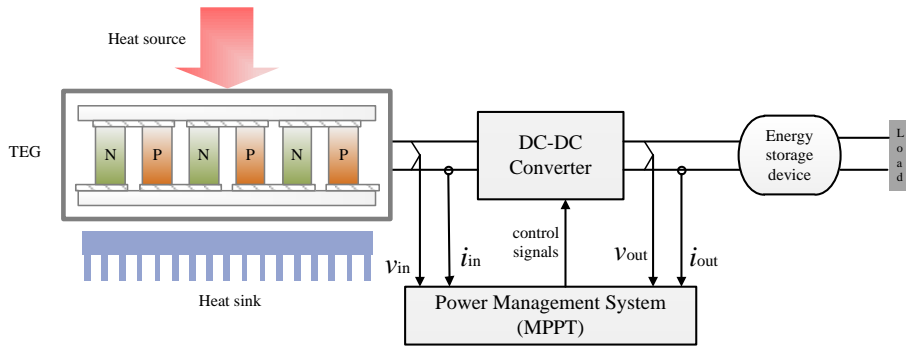 Heat source
TEG
N P N P N P
Heat sink
DC-DC
Converter
Energy
storage
device
Load
control
signals
vin
iin
vout
iout
Power Management System
(MPPT)